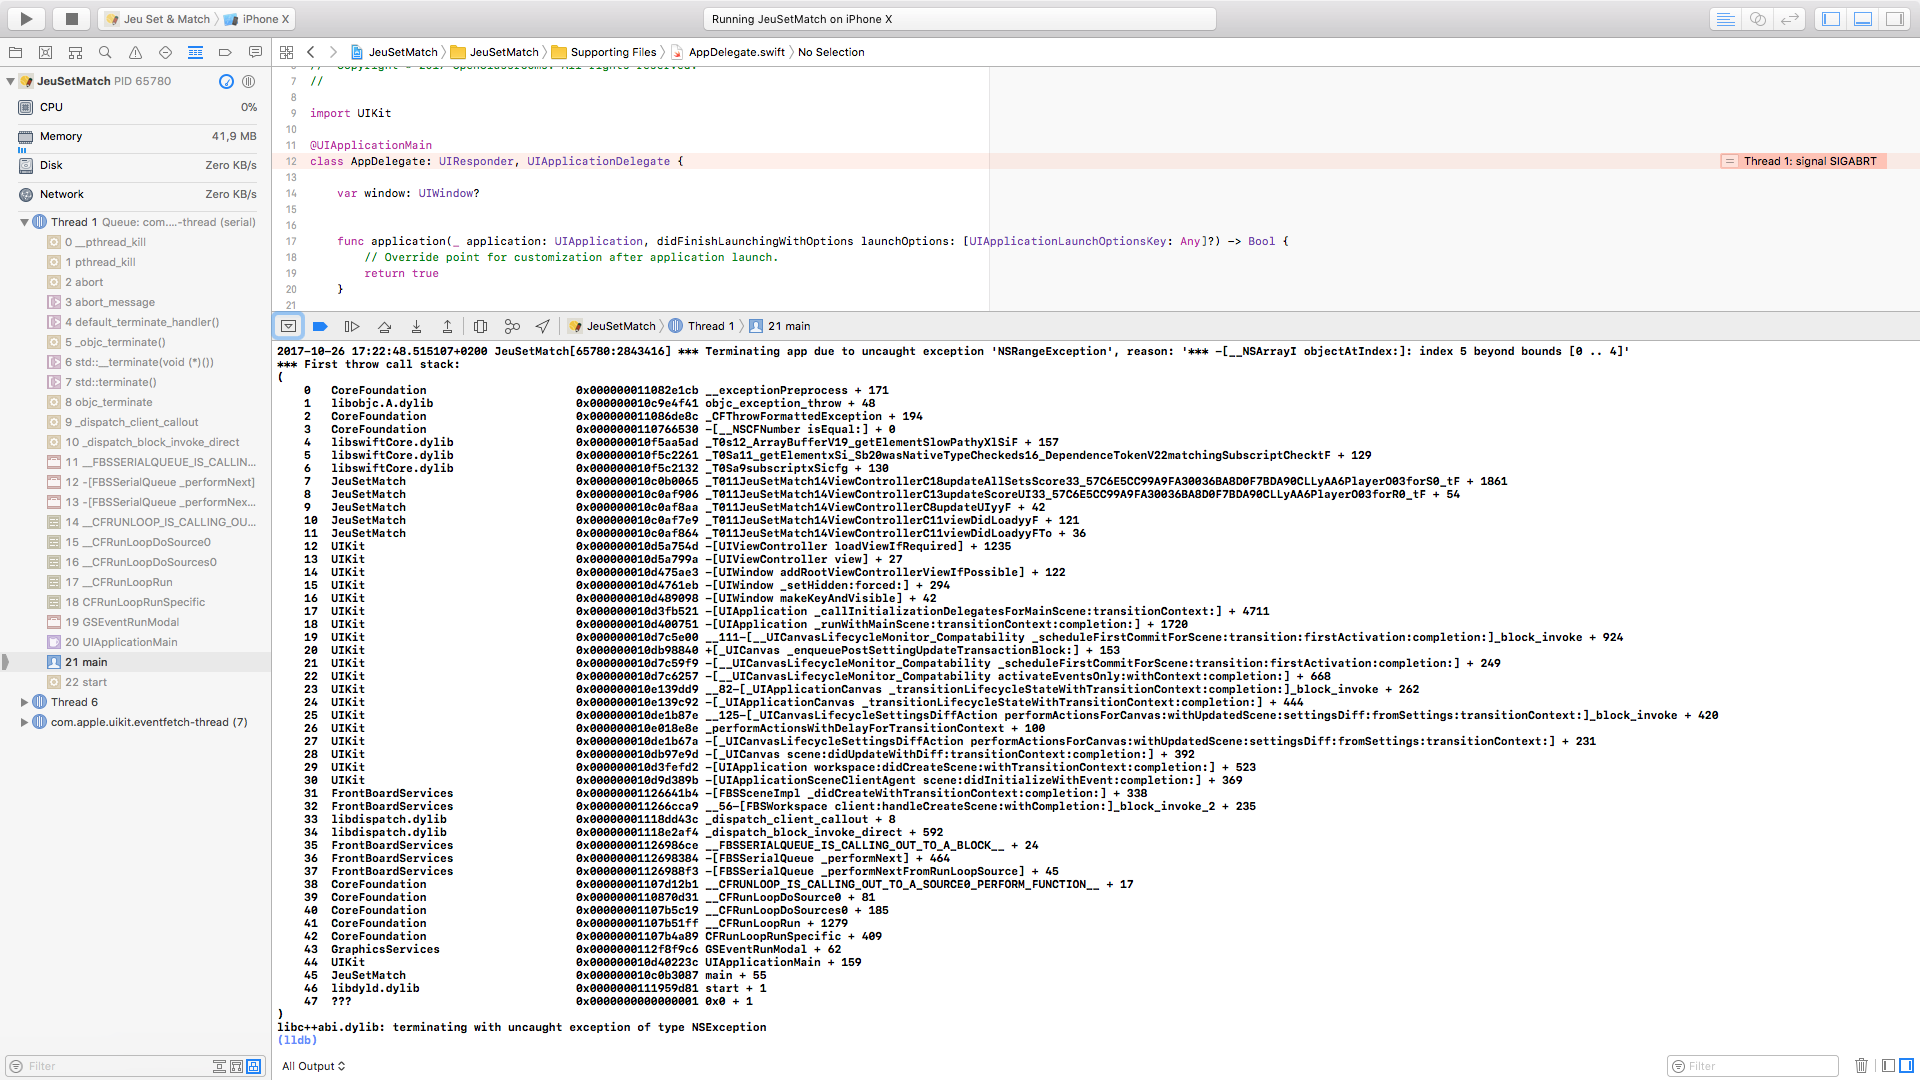 Jeu Set & Match iPhone X
Running JeuSetMatch on iPhone X
JeuSetMatch JeuSetMatch Supporting Files AppDelegate.swift No Selection
JeuSetMatch PID 65780
CPU 0%
Memory 41,9 MB
Disk Zero KB/s
Network Zero KB/s
Thread 1 Queue: com....-thread (serial)
0 __pthread_kill
1 pthread_kill
2 abort
3 abort_message
4 default_terminate_handler()
5 _objc_terminate()
6 std::__terminate(void (*)())
7 std::terminate()
8 objc_terminate
9 _dispatch_client_callout
10 _dispatch_block_invoke_direct
11 __FBSSERIALQUEUE_IS_CALLIN...
12 -[FBSSerialQueue _performNext]
13 -[FBSSerialQueue _performNex...
14 __CFRUNLOOP_IS_CALLING_OU...
15 __CFRunLoopDoSource0
16 __CFRunLoopDoSources0
17 __CFRunLoopRun
18 CFRunLoopRunSpecific
19 GSEventRunModal
20 UIApplicationMain
21 main
22 start
Thread 6
com.apple.uikit.eventfetch-thread (7)
Filter
6 // Copyright © 2017 OpenClassrooms. All rights reserved.
7 //
8
9 import UIKit
10
11 @UIApplicationMain
12 class AppDelegate: UIResponder, UIApplicationDelegate {
Thread 1: signal SIGABRT
13
14 var window: UIWindow?
15
16
17 func application(_ application: UIApplication, didFinishLaunchingWithOptions launchOptions: [UIApplicationLaunchOptionsKey: Any]?) -> Bool {
18 // Override point for customization after application launch.
19 return true
20 }
21
JeuSetMatch Thread 1 21 main
2017-10-26 17:22:48.515107+0200 JeuSetMatch[65780:2843416] *** Terminating app due to uncaught exception 'NSRangeException', reason: '*** -[__NSArrayI objectAtIndex:]: index 5 beyond bounds [0 .. 4]'
*** First throw call stack:
(
0 CoreFoundation 0x000000011082e1cb __exceptionPreprocess + 171
1 libobjc.A.dylib 0x000000010c9e4f41 objc_exception_throw + 48
2 CoreFoundation 0x000000011086de8c _CFThrowFormattedException + 194
3 CoreFoundation 0x0000000110766530 -[__NSCFNumber isEqual:] + 0
4 libswiftCore.dylib 0x000000010f5aa5ad _T0s12_ArrayBufferV19_getElementSlowPathyXlSiF + 157
5 libswiftCore.dylib 0x000000010f5c2261 _T0Sa11_getElementxSi_Sb20wasNativeTypeCheckeds16_DependenceTokenV22matchingSubscriptChecktF + 129
6 libswiftCore.dylib 0x000000010f5c2132 _T0Sa9subscriptxSicfg + 130
7 JeuSetMatch 0x000000010c0b0065 _T011JeuSetMatch14ViewControllerC18updateAllSetsScore33_57C6E5CC99A9FA30036BA8D0F7BDA90CLLyAA6PlayerO03forS0_tF + 1861
8 JeuSetMatch 0x000000010c0af906 _T011JeuSetMatch14ViewControllerC13updateScoreUI33_57C6E5CC99A9FA30036BA8D0F7BDA90CLLyAA6PlayerO03forR0_tF + 54
9 JeuSetMatch 0x000000010c0af8aa _T011JeuSetMatch14ViewControllerC8updateUIyyF + 42
10 JeuSetMatch 0x000000010c0af7e9 _T011JeuSetMatch14ViewControllerC11viewDidLoadyyF + 121
11 JeuSetMatch 0x000000010c0af864 _T011JeuSetMatch14ViewControllerC11viewDidLoadyyFTo + 36
12 UIKit 0x000000010d5a754d -[UIViewController loadViewIfRequired] + 1235
13 UIKit 0x000000010d5a799a -[UIViewController view] + 27
14 UIKit 0x000000010d475ae3 -[UIWindow addRootViewControllerViewIfPossible] + 122
15 UIKit 0x000000010d4761eb -[UIWindow _setHidden:forced:] + 294
16 UIKit 0x000000010d489098 -[UIWindow makeKeyAndVisible] + 42
17 UIKit 0x000000010d3fb521 -[UIApplication _callInitializationDelegatesForMainScene:transitionContext:] + 4711
18 UIKit 0x000000010d400751 -[UIApplication _runWithMainScene:transitionContext:completion:] + 1720
19 UIKit 0x000000010d7c5e00 __111-[__UICanvasLifecycleMonitor_Compatability _scheduleFirstCommitForScene:transition:firstActivation:completion:]_block_invoke + 924
20 UIKit 0x000000010db98840 +[_UICanvas _enqueuePostSettingUpdateTransactionBlock:] + 153
21 UIKit 0x000000010d7c59f9 -[__UICanvasLifecycleMonitor_Compatability _scheduleFirstCommitForScene:transition:firstActivation:completion:] + 249
22 UIKit 0x000000010d7c6257 -[__UICanvasLifecycleMonitor_Compatability activateEventsOnly:withContext:completion:] + 668
23 UIKit 0x000000010e139dd9 __82-[_UIApplicationCanvas _transitionLifecycleStateWithTransitionContext:completion:]_block_invoke + 262
24 UIKit 0x000000010e139c92 -[_UIApplicationCanvas _transitionLifecycleStateWithTransitionContext:completion:] + 444
25 UIKit 0x000000010de1b87e __125-[_UICanvasLifecycleSettingsDiffAction performActionsForCanvas:withUpdatedScene:settingsDiff:fromSettings:transitionContext:]_block_invoke + 420
26 UIKit 0x000000010e018e8e _performActionsWithDelayForTransitionContext + 100
27 UIKit 0x000000010de1b67a -[_UICanvasLifecycleSettingsDiffAction performActionsForCanvas:withUpdatedScene:settingsDiff:fromSettings:transitionContext:] + 231
28 UIKit 0x000000010db97e9d -[_UICanvas scene:didUpdateWithDiff:transitionContext:completion:] + 392
29 UIKit 0x000000010d3fefd2 -[UIApplication workspace:didCreateScene:withTransitionContext:completion:] + 523
30 UIKit 0x000000010d9d389b -[UIApplicationSceneClientAgent scene:didInitializeWithEvent:completion:] + 369
31 FrontBoardServices 0x00000001126641b4 -[FBSSceneImpl _didCreateWithTransitionContext:completion:] + 338
32 FrontBoardServices 0x000000011266cca9 __56-[FBSWorkspace client:handleCreateScene:withCompletion:]_block_invoke_2 + 235
33 libdispatch.dylib 0x00000001118dd43c _dispatch_client_callout + 8
34 libdispatch.dylib 0x00000001118e2af4 _dispatch_block_invoke_direct + 592
35 FrontBoardServices 0x00000001126986ce __FBSSERIALQUEUE_IS_CALLING_OUT_TO_A_BLOCK__ + 24
36 FrontBoardServices 0x0000000112698384 -[FBSSerialQueue _performNext] + 464
37 FrontBoardServices 0x00000001126988f3 -[FBSSerialQueue _performNextFromRunLoopSource] + 45
38 CoreFoundation 0x00000001107d12b1 __CFRUNLOOP_IS_CALLING_OUT_TO_A_SOURCE0_PERFORM_FUNCTION__ + 17
39 CoreFoundation 0x0000000110870d31 __CFRunLoopDoSource0 + 81
40 CoreFoundation 0x00000001107b5c19 __CFRunLoopDoSources0 + 185
41 CoreFoundation 0x00000001107b51ff __CFRunLoopRun + 1279
42 CoreFoundation 0x00000001107b4a89 CFRunLoopRunSpecific + 409
43 GraphicsServices 0x0000000112f8f9c6 GSEventRunModal + 62
44 UIKit 0x000000010d40223c UIApplicationMain + 159
45 JeuSetMatch 0x000000010c0b3087 main + 55
46 libdyld.dylib 0x0000000111959d81 start + 1
47 ??? 0x0000000000000001 0x0 + 1
)
libc++abi.dylib: terminating with uncaught exception of type NSException
(lldb)
All Output
Filter